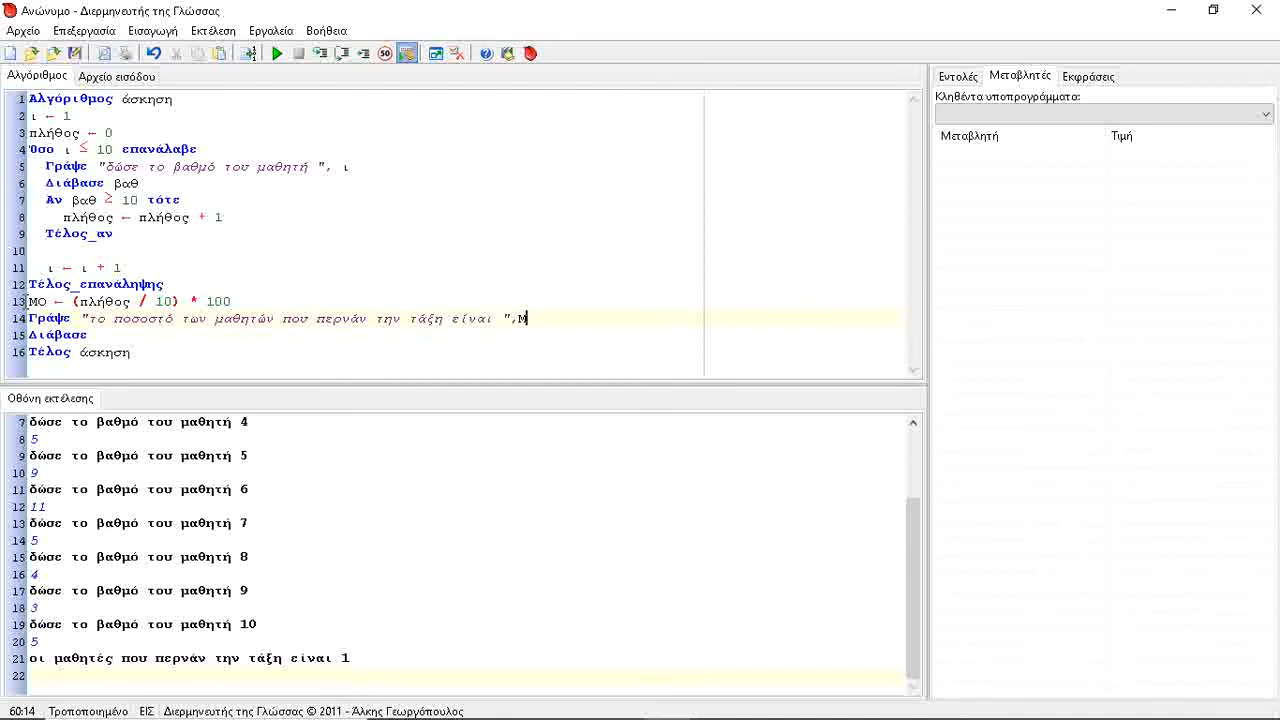 Ανώνυμο - Διερμηνευτής της Γλώσσας
Αρχείο Επεξεργασία Εισαγωγή Εκτέλεση Εργαλεία Βοήθεια
Αλγόριθμος Αρχείο εισόδου
1 Αλγόριθμος άσκηση
2 ι ← 1
3 πλήθος ← 0
4 Όσο ι ≤ 10 επανάλαβε
5 Γράψε "δώσε το βαθμό του μαθητή ", ι
6 Διάβασε βαθ
7 Αν βαθ ≥ 10 τότε
8 πλήθος ← πλήθος + 1
9 Τέλος_αν
10
11 ι ← ι + 1
12 Τέλος_επανάληψης
13 ΜΟ ← (πλήθος / 10) * 100
14 Γράψε "το ποσοστό των μαθητών που περνάν την τάξη είναι ",Μ
15 Διάβασε
16 Τέλος άσκηση
Οθόνη εκτέλεσης
7 δώσε το βαθμό του μαθητή 4
8 5
9 δώσε το βαθμό του μαθητή 5
10 9
11 δώσε το βαθμό του μαθητή 6
12 11
13 δώσε το βαθμό του μαθητή 7
14 5
15 δώσε το βαθμό του μαθητή 8
16 4
17 δώσε το βαθμό του μαθητή 9
18 3
19 δώσε το βαθμό του μαθητή 10
20 5
21 οι μαθητές που περνάν την τάξη είναι 1
22
Εντολές Μεταβλητές Εκφράσεις
Κληθέντα υποπρογράμματα:
Μεταβλητή Τιμή
60:14 Τροποποιημένο ΕΙΣ Διερμηνευτής της Γλώσσας © 2011 - Άλκης Γεωργόπουλος